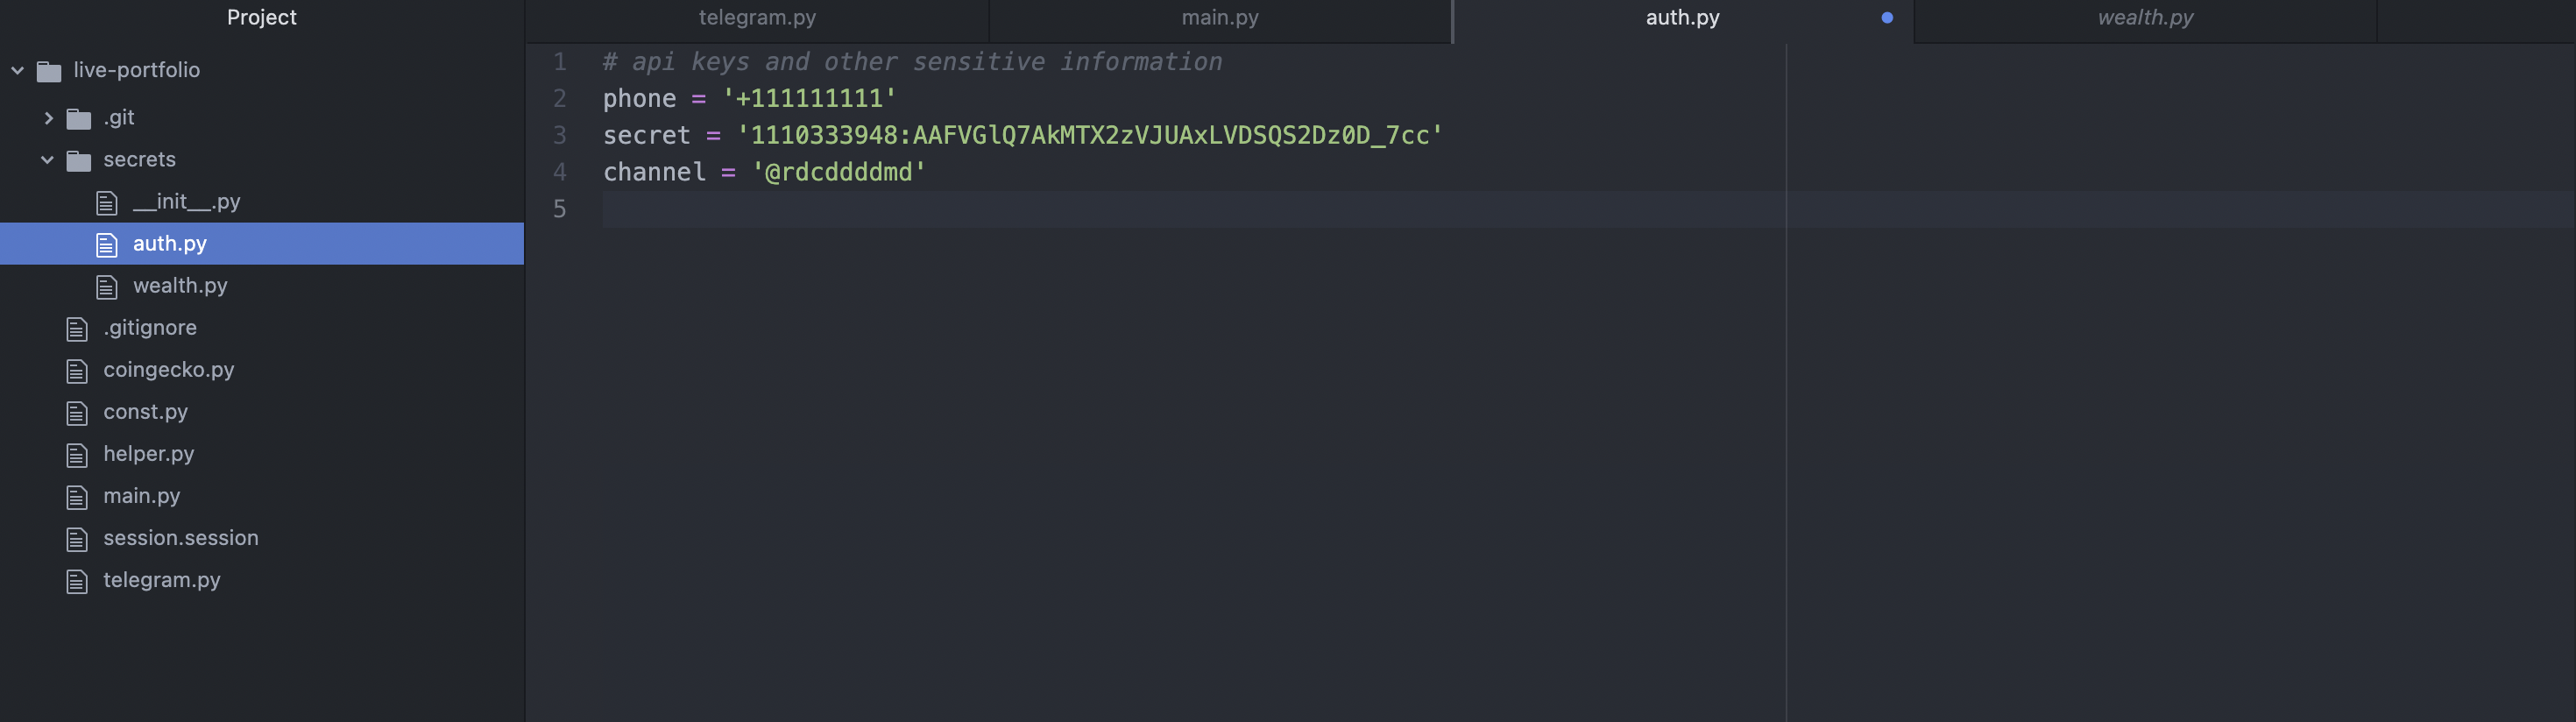 Project
telegram.py
main.py
auth.py
wealth.py
live-portfolio
.git
secrets
__init__.py
auth.py
wealth.py
.gitignore
coingecko.py
const.py
helper.py
main.py
session.session
telegram.py
1 # api keys and other sensitive information
2 phone = '+111111111'
3 secret = '1110333948:AAFVGlQ7AkMTX2zVJUAxLVDSQS2Dz0D_7cc'
4 channel = '@rdcddddmd'
5